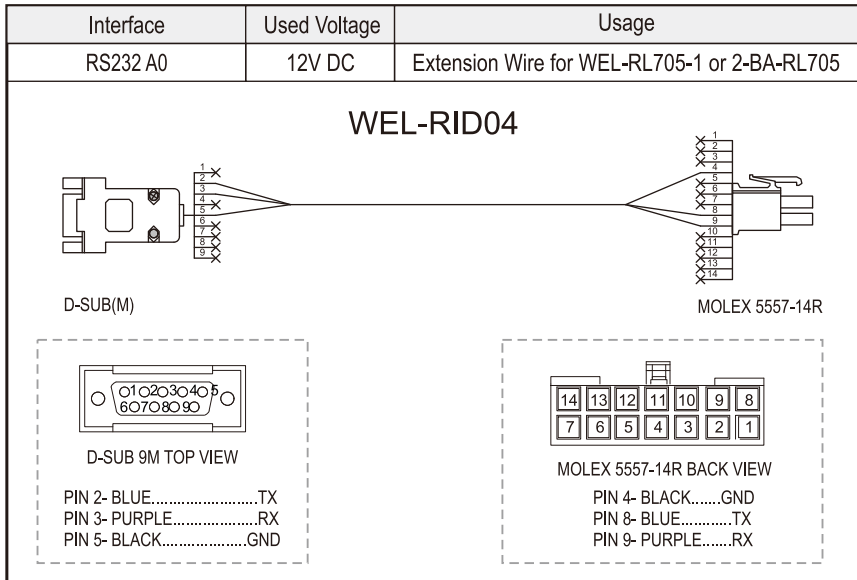 Interface Used Voltage Usage
RS232 A0 12V DC Extension Wire for WEL-RL705-1 or 2-BA-RL705
WEL-RID04
1
2
3
4
5
6
7
8
9
1
2
3
4
5
6
7
8
9
10
11
12
13
14
D-SUB(M)
MOLEX 5557-14R
1 2 3 4 5
6 7 8 9
D-SUB 9M TOP VIEW
PIN 2- BLUE......................TX
PIN 3- PURPLE.................RX
PIN 5- BLACK.................GND
14 13 12 11 10 9 8
7 6 5 4 3 2 1
MOLEX 5557-14R BACK VIEW
PIN 4- BLACK......GND
PIN 8- BLUE..........TX
PIN 9- PURPLE......RX